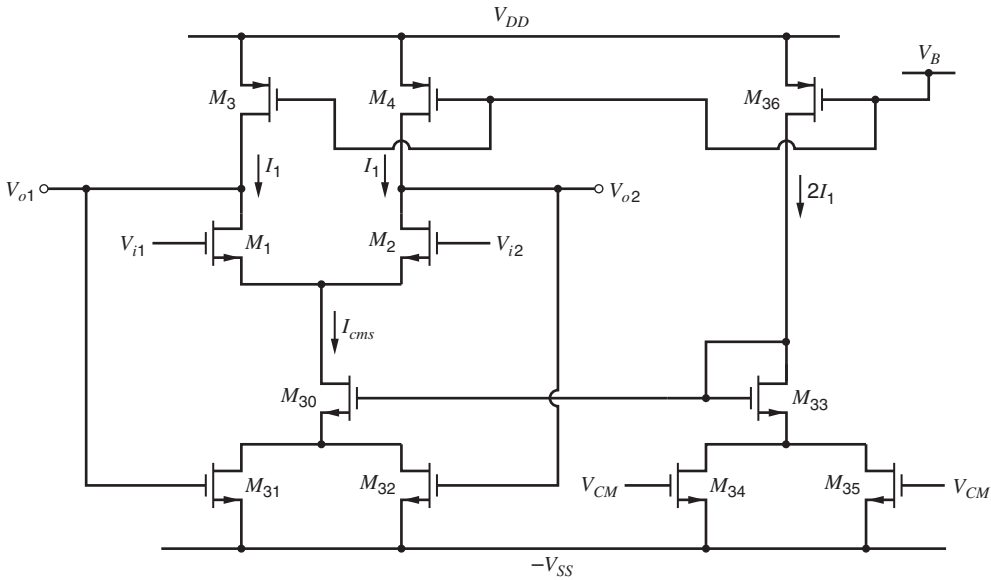 V_DD
V_B
M_3
M_4
M_36
I_1
I_1
V_o1
V_o2
2I_1
V_i1
M_1
M_2
V_i2
I_cms
M_30
M_33
M_31
M_32
V_CM
M_34
M_35
V_CM
−V_SS